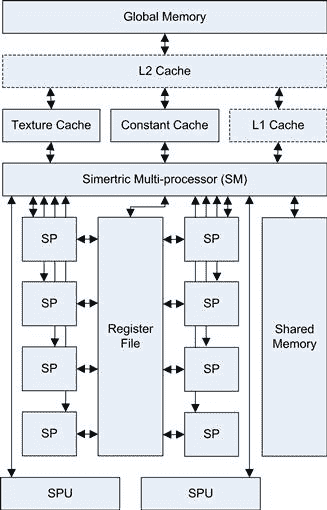 Global Memory
L2 Cache
Texture Cache
Constant Cache
L1 Cache
Simertric Multi-processor (SM)
SP
SP
SP
SP
Register
File
Shared
Memory
SP
SP
SP
SP
SPU
SPU